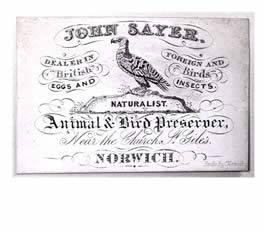 JOHN SAYER.
DEALER IN
British
EGGS AND
FOREIGN AND
Birds
INSECTS.
NATURALIST.
Animal & Bird Preserver,
Near the Church, St Giles's.
NORWICH.